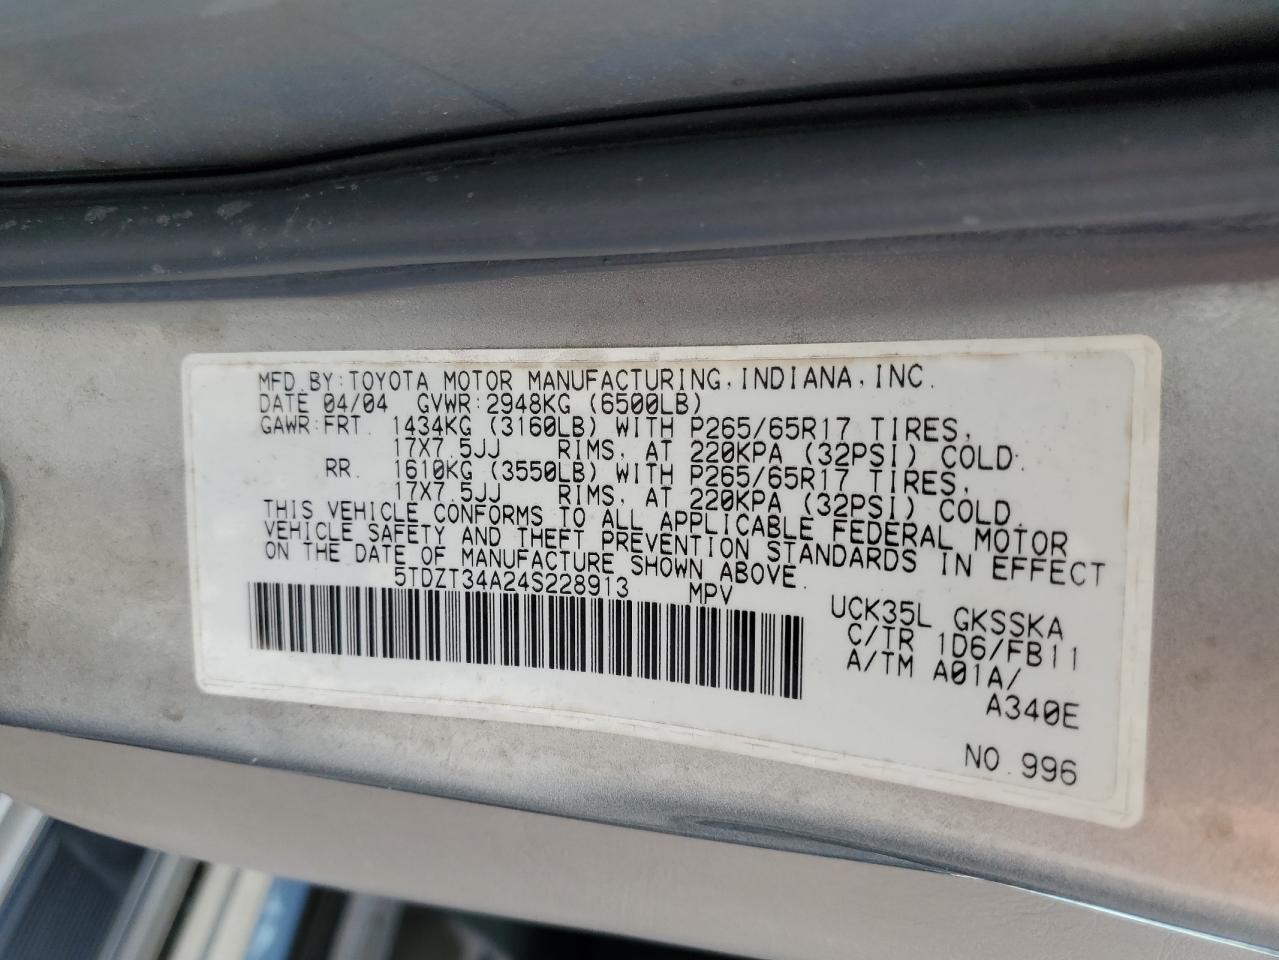 MFD.BY:TOYOTA MOTOR MANUFACTURING,INDIANA,INC.
DATE 04/04 GVWR:2948KG (6500LB)
GAWR:FRT. 1434KG (3160LB) WITH P265/65R17 TIRES,
17X7.5JJ RIMS, AT 220KPA (32PSI) COLD.
RR. 1610KG (3550LB) WITH P265/65R17 TIRES,
17X7.5JJ RIMS, AT 220KPA (32PSI) COLD.
THIS VEHICLE CONFORMS TO ALL APPLICABLE FEDERAL MOTOR
VEHICLE SAFETY AND THEFT PREVENTION STANDARDS IN EFFECT
ON THE DATE OF MANUFACTURE SHOWN ABOVE.
5TDZT34A24S228913 MPV
UCK35L GKSSKA
C/TR 1D6/FB11
A/TM A01A/
A340E
NO.996